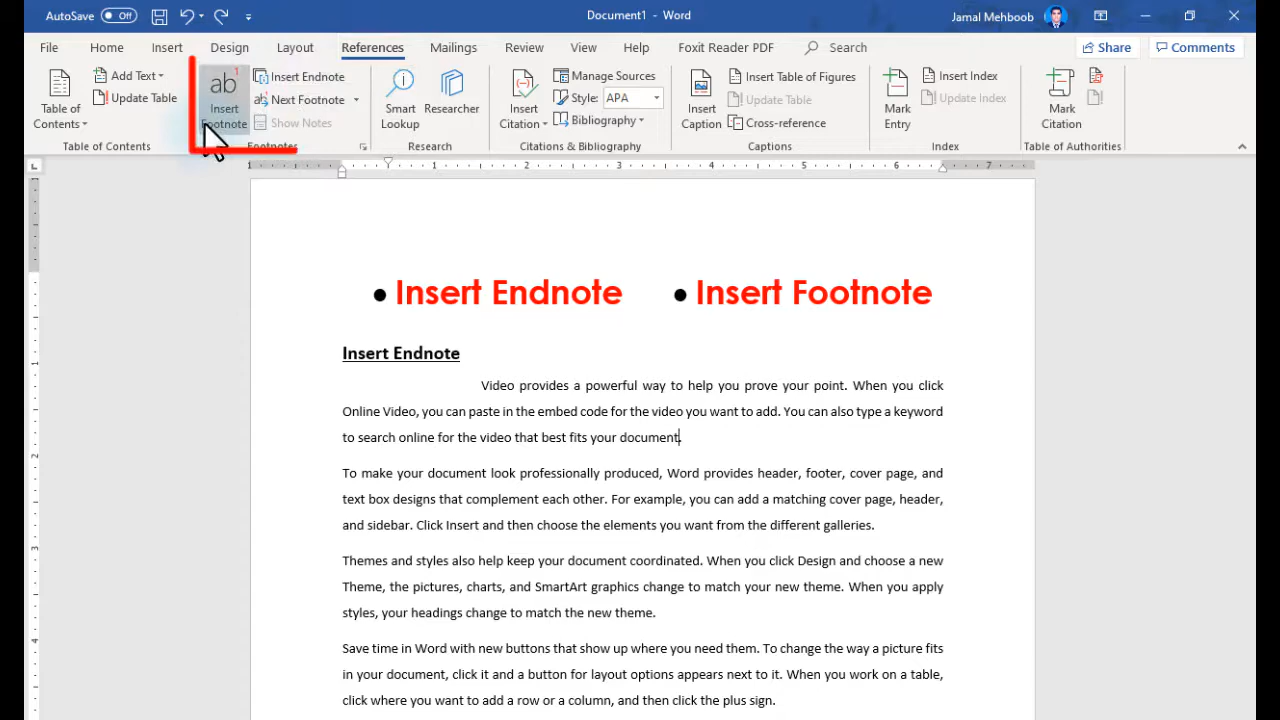 AutoSave Off Document1 - Word Jamal Mehboob
File Home Insert Design Layout References Mailings Review View Help Foxit Reader PDF Search Share Comments
Table of Contents
Add Text
Update Table
Table of Contents
ab1
Insert Footnote
Insert Endnote
Next Footnote
Show Notes
Footnotes
Smart Lookup
Researcher
Research
Insert Citation
Manage Sources
Style: APA
Bibliography
Citations & Bibliography
Insert Caption
Insert Table of Figures
Update Table
Cross-reference
Captions
Mark Entry
Insert Index
Update Index
Index
Mark Citation
Table of Authorities
1 1 1 2 3 4 5 6 7
1
2
3
4
• Insert Endnote • Insert Footnote
Insert Endnote
Video provides a powerful way to help you prove your point. When you click
Online Video, you can paste in the embed code for the video you want to add. You can also type a keyword
to search online for the video that best fits your document.
To make your document look professionally produced, Word provides header, footer, cover page, and
text box designs that complement each other. For example, you can add a matching cover page, header,
and sidebar. Click Insert and then choose the elements you want from the different galleries.
Themes and styles also help keep your document coordinated. When you click Design and choose a new
Theme, the pictures, charts, and SmartArt graphics change to match your new theme. When you apply
styles, your headings change to match the new theme.
Save time in Word with new buttons that show up where you need them. To change the way a picture fits
in your document, click it and a button for layout options appears next to it. When you work on a table,
click where you want to add a row or a column, and then click the plus sign.